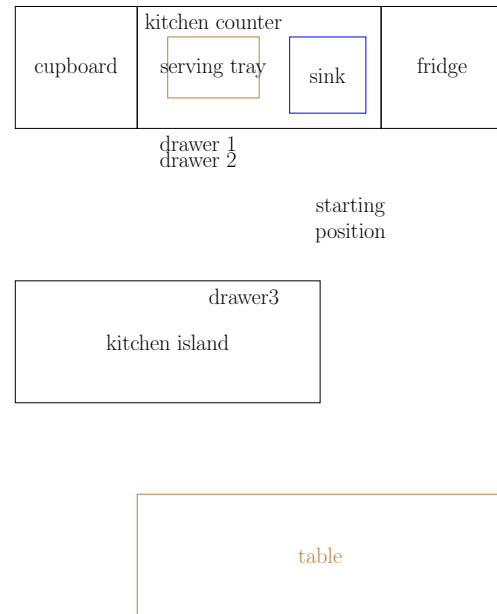 kitchen counter
cupboard
serving tray
sink
fridge
drawer 1
drawer 2
starting
position
drawer3
kitchen island
table